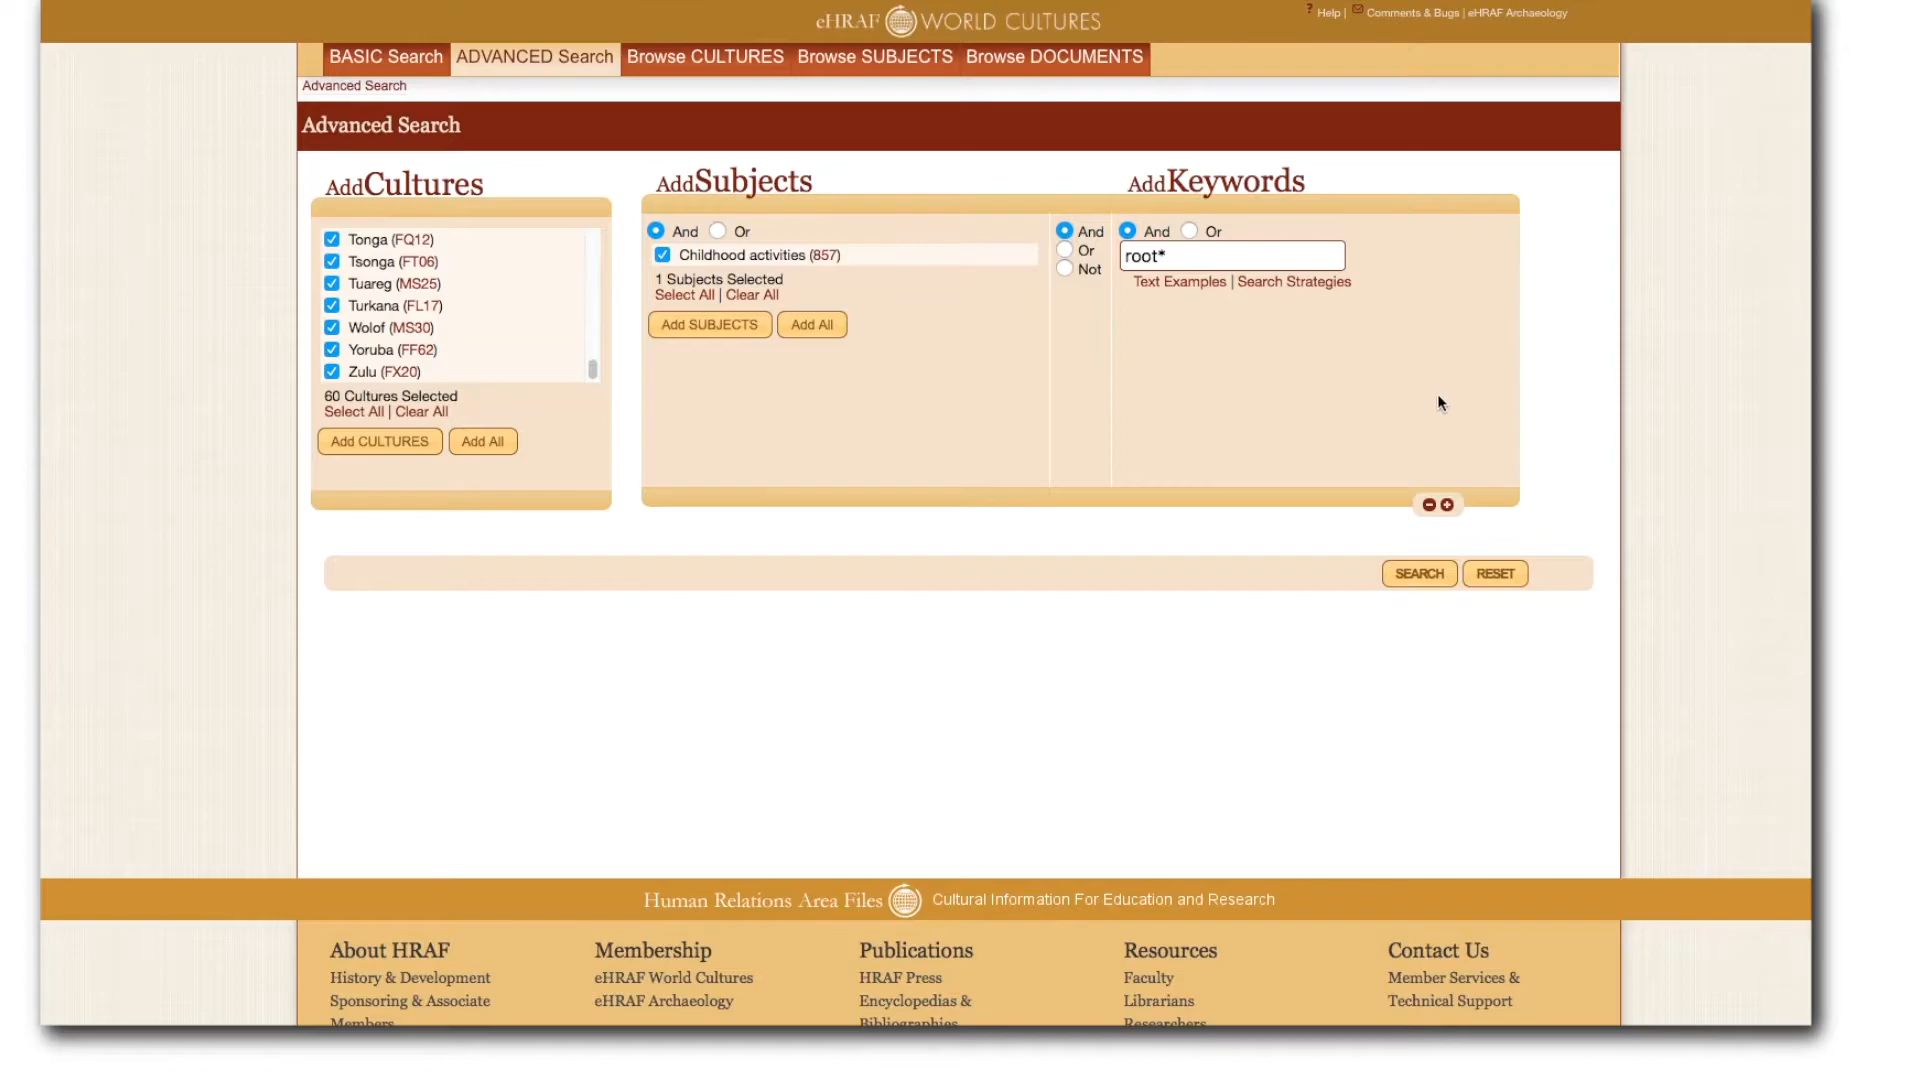 eHRAF WORLD CULTURES
? Help | Comments & Bugs | eHRAF Archaeology
BASIC Search ADVANCED Search Browse CULTURES Browse SUBJECTS Browse DOCUMENTS
Advanced Search
Advanced Search
AddCultures
Tonga (FQ12)
Tsonga (FT06)
Tuareg (MS25)
Turkana (FL17)
Wolof (MS30)
Yoruba (FF62)
Zulu (FX20)
60 Cultures Selected
Select All | Clear All
Add CULTURES Add All
AddSubjects
And Or
Childhood activities (857)
1 Subjects Selected
Select All | Clear All
Add SUBJECTS Add All
And
Or
Not
AddKeywords
And Or
root*
Text Examples | Search Strategies
SEARCH RESET
Human Relations Area Files Cultural Information For Education and Research
About HRAF
History & Development
Sponsoring & Associate
Members
Membership
eHRAF World Cultures
eHRAF Archaeology
Publications
HRAF Press
Encyclopedias &
Bibliographies
Resources
Faculty
Librarians
Researchers
Contact Us
Member Services &
Technical Support